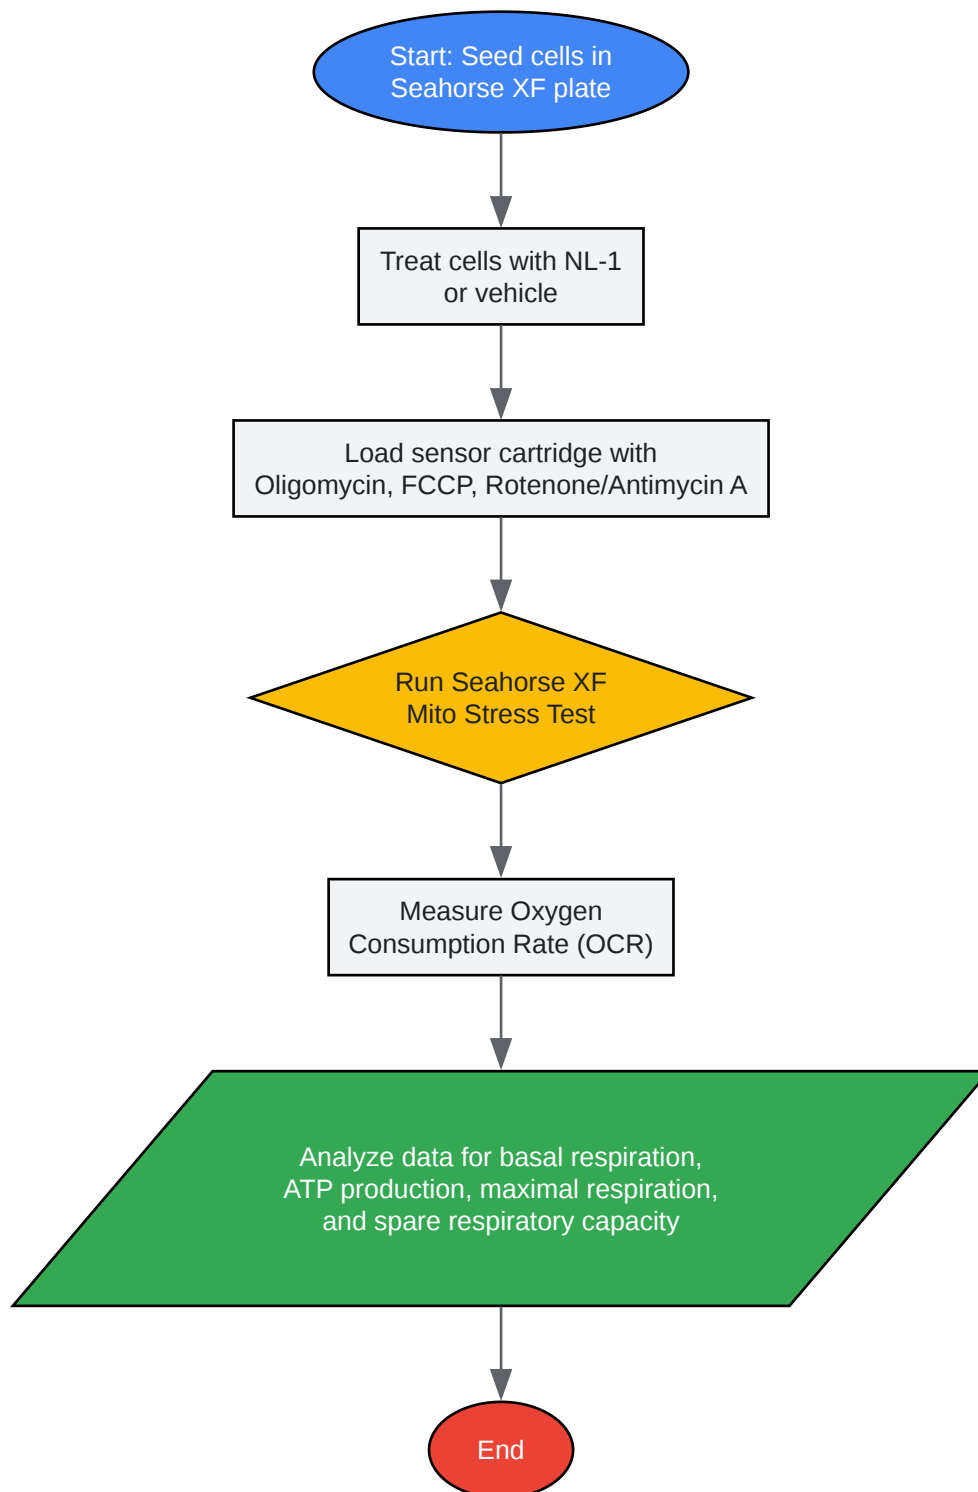 Start: Seed cells in
Seahorse XF plate
Treat cells with NL-1
or vehicle
Load sensor cartridge with
Oligomycin, FCCP, Rotenone/Antimycin A
Run Seahorse XF
Mito Stress Test
Measure Oxygen
Consumption Rate (OCR)
Analyze data for basal respiration,
ATP production, maximal respiration,
and spare respiratory capacity
End